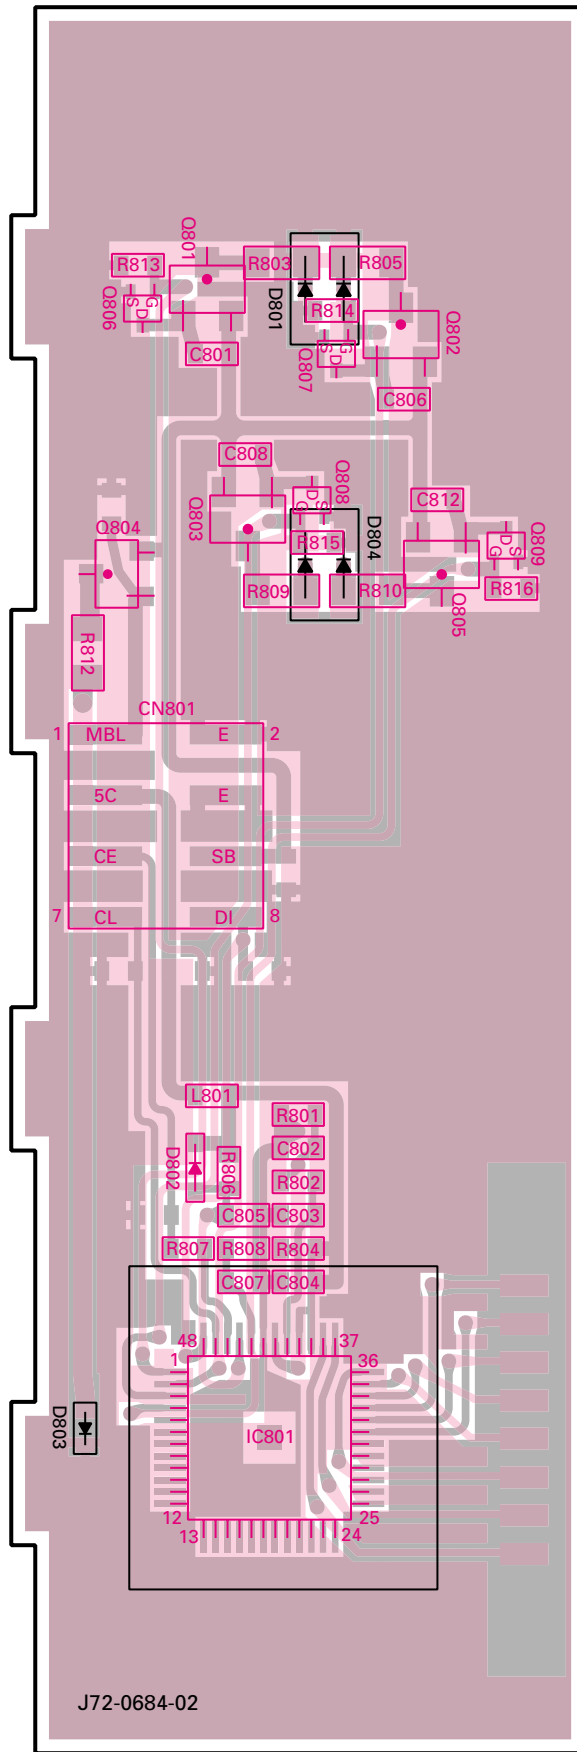 Q801
R813
R803
R805
Q806
S
D
G
D801
R814
Q802
C801
Q807
S
D
G
C806
C808
Q808
D
G
S
C812
Q804
Q803
D804
Q809
R815
D
G
S
R809
R810
Q805
R816
R812
CN801
1
MBL
E
2
5C
E
CE
SB
7
CL
DI
8
L801
R801
D802
R806
C802
R802
C805
C803
R807
R808
R804
C807
C804
48
37
1
36
D803
IC801
12
25
13
24
J72-0684-02